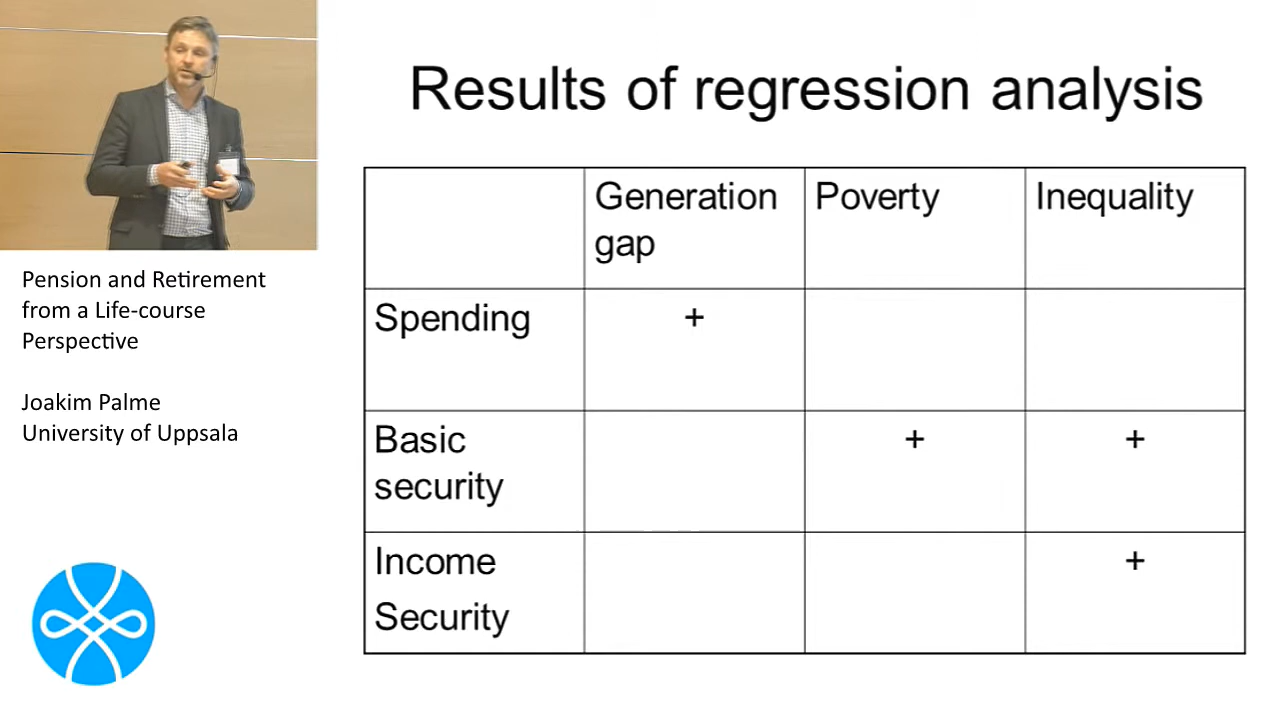 Results of regression analysis
Generation gap
Poverty
Inequality
Spending
+
Basic security
+
+
Income Security
+
Pension and Retirement
from a Life-course
Perspective
Joakim Palme
University of Uppsala